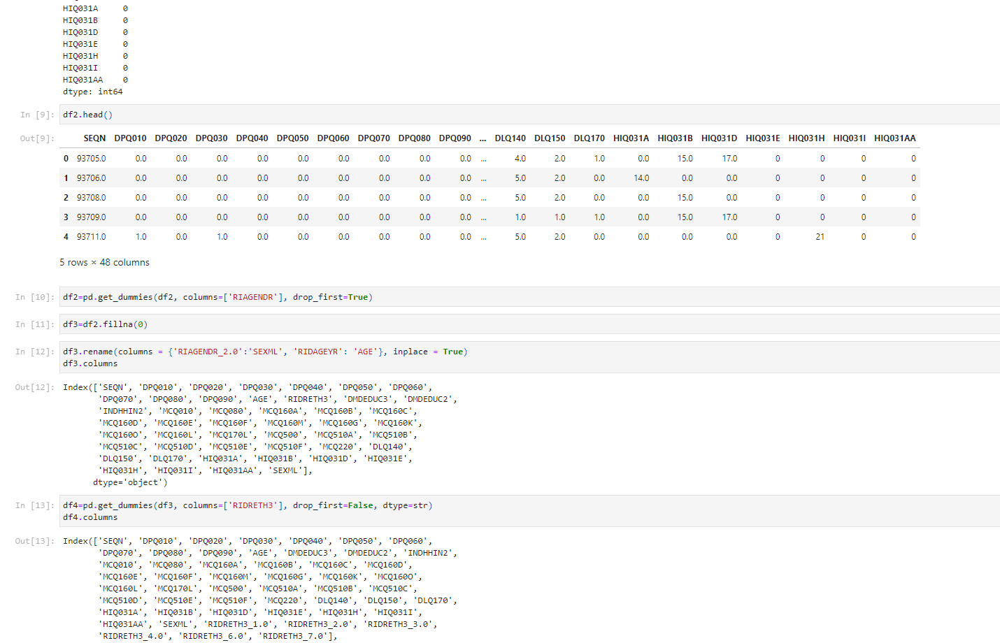 HIQ031A 0
HIQ031B 0
HIQ031D 0
HIQ031E 0
HIQ031H 0
HIQ031I 0
HIQ031AA 0
dtype: int64
In [9]: df2.head()
Out[9]: SEQN DPQ010 DPQ020 DPQ030 DPQ040 DPQ050 DPQ060 DPQ070 DPQ080 DPQ090 ... DLQ140 DLQ150 DLQ170 HIQ031A HIQ031B HIQ031D HIQ031E HIQ031H HIQ031I HIQ031AA
0 93705.0 0.0 0.0 0.0 0.0 0.0 0.0 0.0 0.0 0.0 ... 4.0 2.0 1.0 0.0 15.0 17.0 0 0 0 0
1 93706.0 0.0 0.0 0.0 0.0 0.0 0.0 0.0 0.0 0.0 ... 5.0 2.0 0.0 14.0 0.0 0.0 0 0 0 0
2 93708.0 0.0 0.0 0.0 0.0 0.0 0.0 0.0 0.0 0.0 ... 5.0 2.0 0.0 0.0 15.0 0.0 0 0 0 0
3 93709.0 0.0 0.0 0.0 0.0 0.0 0.0 0.0 0.0 0.0 ... 1.0 1.0 1.0 0.0 15.0 17.0 0 0 0 0
4 93711.0 1.0 0.0 1.0 0.0 0.0 0.0 0.0 0.0 0.0 ... 5.0 2.0 0.0 0.0 0.0 0.0 0 21 0 0
5 rows × 48 columns
In [10]: df2=pd.get_dummies(df2, columns=['RIAGENDR'], drop_first=True)
In [11]: df3=df2.fillna(0)
In [12]: df3.rename(columns = {'RIAGENDR_2.0':'SEXML', 'RIDAGEYR': 'AGE'}, inplace = True)
df3.columns
Out[12]: Index(['SEQN', 'DPQ010', 'DPQ020', 'DPQ030', 'DPQ040', 'DPQ050', 'DPQ060',
'DPQ070', 'DPQ080', 'DPQ090', 'AGE', 'RIDRETH3', 'DMDEDUC3', 'DMDEDUC2',
'INDHHIN2', 'MCQ010', 'MCQ080', 'MCQ160A', 'MCQ160B', 'MCQ160C',
'MCQ160D', 'MCQ160E', 'MCQ160F', 'MCQ160M', 'MCQ160G', 'MCQ160K',
'MCQ160O', 'MCQ160L', 'MCQ170L', 'MCQ500', 'MCQ510A', 'MCQ510B',
'MCQ510C', 'MCQ510D', 'MCQ510E', 'MCQ510F', 'MCQ220', 'DLQ140',
'DLQ150', 'DLQ170', 'HIQ031A', 'HIQ031B', 'HIQ031D', 'HIQ031E',
'HIQ031H', 'HIQ031I', 'HIQ031AA', 'SEXML'],
dtype='object')
In [13]: df4=pd.get_dummies(df3, columns=['RIDRETH3'], drop_first=False, dtype=str)
df4.columns
Out[13]: Index(['SEQN', 'DPQ010', 'DPQ020', 'DPQ030', 'DPQ040', 'DPQ050', 'DPQ060',
'DPQ070', 'DPQ080', 'DPQ090', 'AGE', 'DMDEDUC3', 'DMDEDUC2', 'INDHHIN2',
'MCQ010', 'MCQ080', 'MCQ160A', 'MCQ160B', 'MCQ160C', 'MCQ160D',
'MCQ160E', 'MCQ160F', 'MCQ160M', 'MCQ160G', 'MCQ160K', 'MCQ160O',
'MCQ160L', 'MCQ170L', 'MCQ500', 'MCQ510A', 'MCQ510B', 'MCQ510C',
'MCQ510D', 'MCQ510E', 'MCQ510F', 'MCQ220', 'DLQ140', 'DLQ150', 'DLQ170',
'HIQ031A', 'HIQ031B', 'HIQ031D', 'HIQ031E', 'HIQ031H', 'HIQ031I',
'HIQ031AA', 'SEXML', 'RIDRETH3_1.0', 'RIDRETH3_2.0', 'RIDRETH3_3.0',
'RIDRETH3_4.0', 'RIDRETH3_6.0', 'RIDRETH3_7.0'],